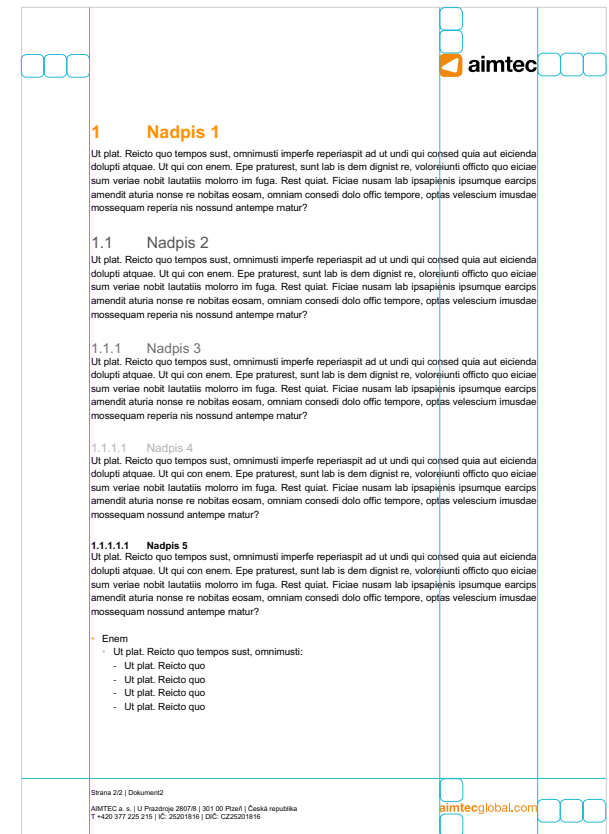 aimtec
1 Nadpis 1
Ut plat. Reicto quo tempos sust, omnimusti imperfe reperiaspit ad ut undi qui consed quia aut eicienda
dolupti atquae. Ut qui con enem. Epe praturest, sunt lab is dem dignist re, voloreiunti officto quo eiciae
sum veriae nobit lautatiis molorro im fuga. Rest quiat. Ficiae nusam lab ipsapienis ipsumque earcips
amendit aturia nonse re nobitas eosam, omniam consedi dolo offic tempore, optas velescium imusdae
mossequam reperia nis nossund antempe rnatur?
1.1 Nadpis 2
Ut plat. Reicto quo tempos sust, omnimusti imperfe reperiaspit ad ut undi qui consed quia aut eicienda
dolupti atquae. Ut qui con enem. Epe praturest, sunt lab is dem dignist re, oloreiunti officto quo eiciae
sum veriae nobit lautatiis molorro im fuga. Rest quiat. Ficiae nusam lab ipsapienis ipsumque earcips
amendit aturia nonse re nobitas eosam, omniam consedi dolo offic tempore, optas velescium imusdae
mossequam reperia nis nossund antempe rnatur?
1.1.1 Nadpis 3
Ut plat. Reicto quo tempos sust, omnimusti imperfe reperiaspit ad ut undi qui consed quia aut eicienda
dolupti atquae. Ut qui con enem. Epe praturest, sunt lab is dem dignist re, voloreiunti officto quo eiciae
sum veriae nobit lautatiis molorro im fuga. Rest quiat. Ficiae nusam lab ipsapienis ipsumque earcips
amendit aturia nonse re nobitas eosam, omniam consedi dolo offic tempore, optas velescium imusdae
mossequam reperia nis nossund antempe rnatur?
1.1.1.1 Nadpis 4
Ut plat. Reicto quo tempos sust, omnimusti imperfe reperiaspit ad ut undi qui consed quia aut eicienda
dolupti atquae. Ut qui con enem. Epe praturest, sunt lab is dem dignist re, voloreiunti officto quo eiciae
sum veriae nobit lautatiis molorro im fuga. Rest quiat. Ficiae nusam lab ipsapienis ipsumque earcips
amendit aturia nonse re nobitas eosam, omniam consedi dolo offic tempore, optas velescium imusdae
mossequam nossund antempe rnatur?
1.1.1.1.1 Nadpis 5
Ut plat. Reicto quo tempos sust, omnimusti imperfe reperiaspit ad ut undi qui consed quia aut eicienda
dolupti atquae. Ut qui con enem. Epe praturest, sunt lab is dem dignist re, voloreiunti officto quo eiciae
sum veriae nobit lautatiis molorro im fuga. Rest quiat. Ficiae nusam lab ipsapienis ipsumque earcips
amendit aturia nonse re nobitas eosam, omniam consedi dolo offic tempore, optas velescium imusdae
mossequam nossund antempe rnatur?
• Enem
• Ut plat. Reicto quo tempos sust, omnimusti:
- Ut plat. Reicto quo
- Ut plat. Reicto quo
- Ut plat. Reicto quo
- Ut plat. Reicto quo
Strana 2/2 | Dokument2
AIMTEC a. s. | U Prazdroje 2807/8 | 301 00 Plzeň | Česká republika
T +420 377 225 215 | IČ: 25201816 | DIČ: CZ25201816
aimtecglobal.com